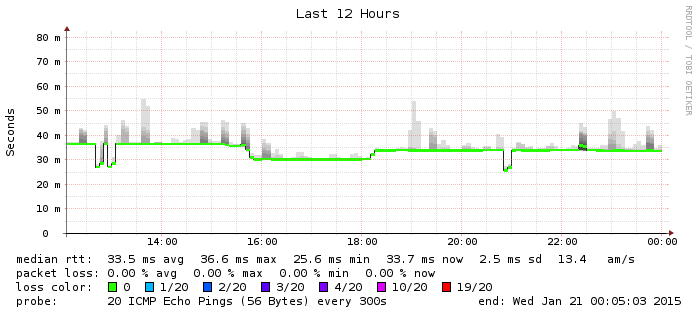 Last 12 Hours
RRDTOOL / TOBI OETIKER
Seconds
80 m
70 m
60 m
50 m
40 m
30 m
20 m
10 m
0
14:00 16:00 18:00 20:00 22:00 00:00
median rtt: 33.5 ms avg 36.6 ms max 25.6 ms min 33.7 ms now 2.5 ms sd 13.4 am/s
packet loss: 0.00 % avg 0.00 % max 0.00 % min 0.00 % now
loss color: 0 1/20 2/20 3/20 4/20 10/20 19/20
probe: 20 ICMP Echo Pings (56 Bytes) every 300s end: Wed Jan 21 00:05:03 2015